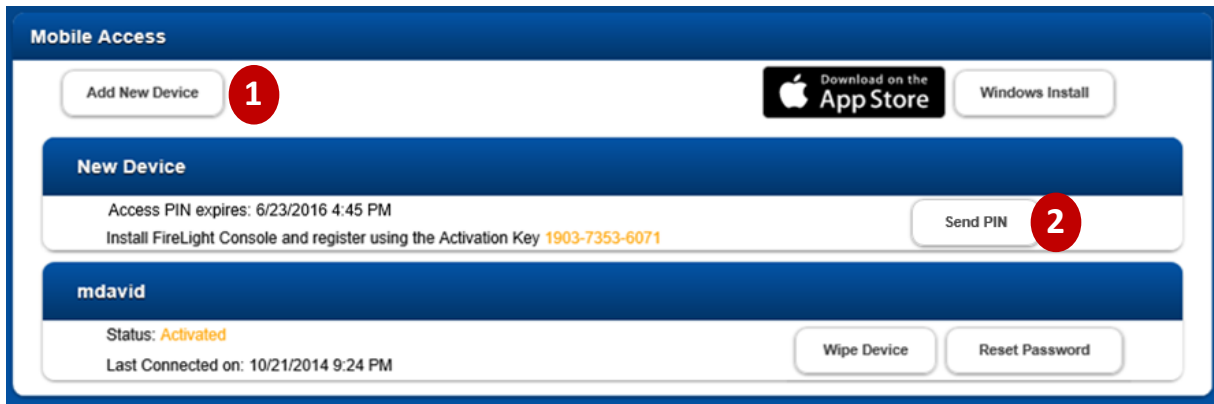 Mobile Access
Add New Device
1
Download on the
App Store
Windows Install
New Device
Access PIN expires: 6/23/2016 4:45 PM
Send PIN
2
Install FireLight Console and register using the Activation Key 1903-7353-6071
mdavid
Status: Activated
Wipe Device
Reset Password
Last Connected on: 10/21/2014 9:24 PM